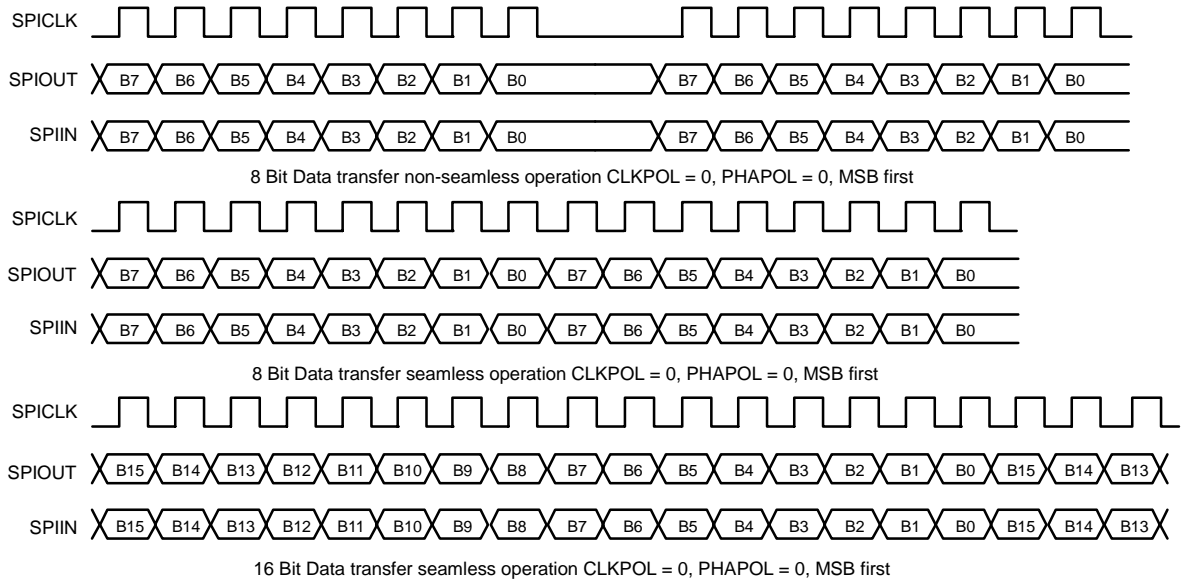 SPICLK
SPIOUT B7 B6 B5 B4 B3 B2 B1 B0 B7 B6 B5 B4 B3 B2 B1 B0
SPIIN B7 B6 B5 B4 B3 B2 B1 B0 B7 B6 B5 B4 B3 B2 B1 B0
8 Bit Data transfer non-seamless operation CLKPOL = 0, PHAPOL = 0, MSB first
SPICLK
SPIOUT B7 B6 B5 B4 B3 B2 B1 B0 B7 B6 B5 B4 B3 B2 B1 B0
SPIIN B7 B6 B5 B4 B3 B2 B1 B0 B7 B6 B5 B4 B3 B2 B1 B0
8 Bit Data transfer seamless operation CLKPOL = 0, PHAPOL = 0, MSB first
SPICLK
SPIOUT B15 B14 B13 B12 B11 B10 B9 B8 B7 B6 B5 B4 B3 B2 B1 B0 B15 B14 B13
SPIIN B15 B14 B13 B12 B11 B10 B9 B8 B7 B6 B5 B4 B3 B2 B1 B0 B15 B14 B13
16 Bit Data transfer seamless operation CLKPOL = 0, PHAPOL = 0, MSB first